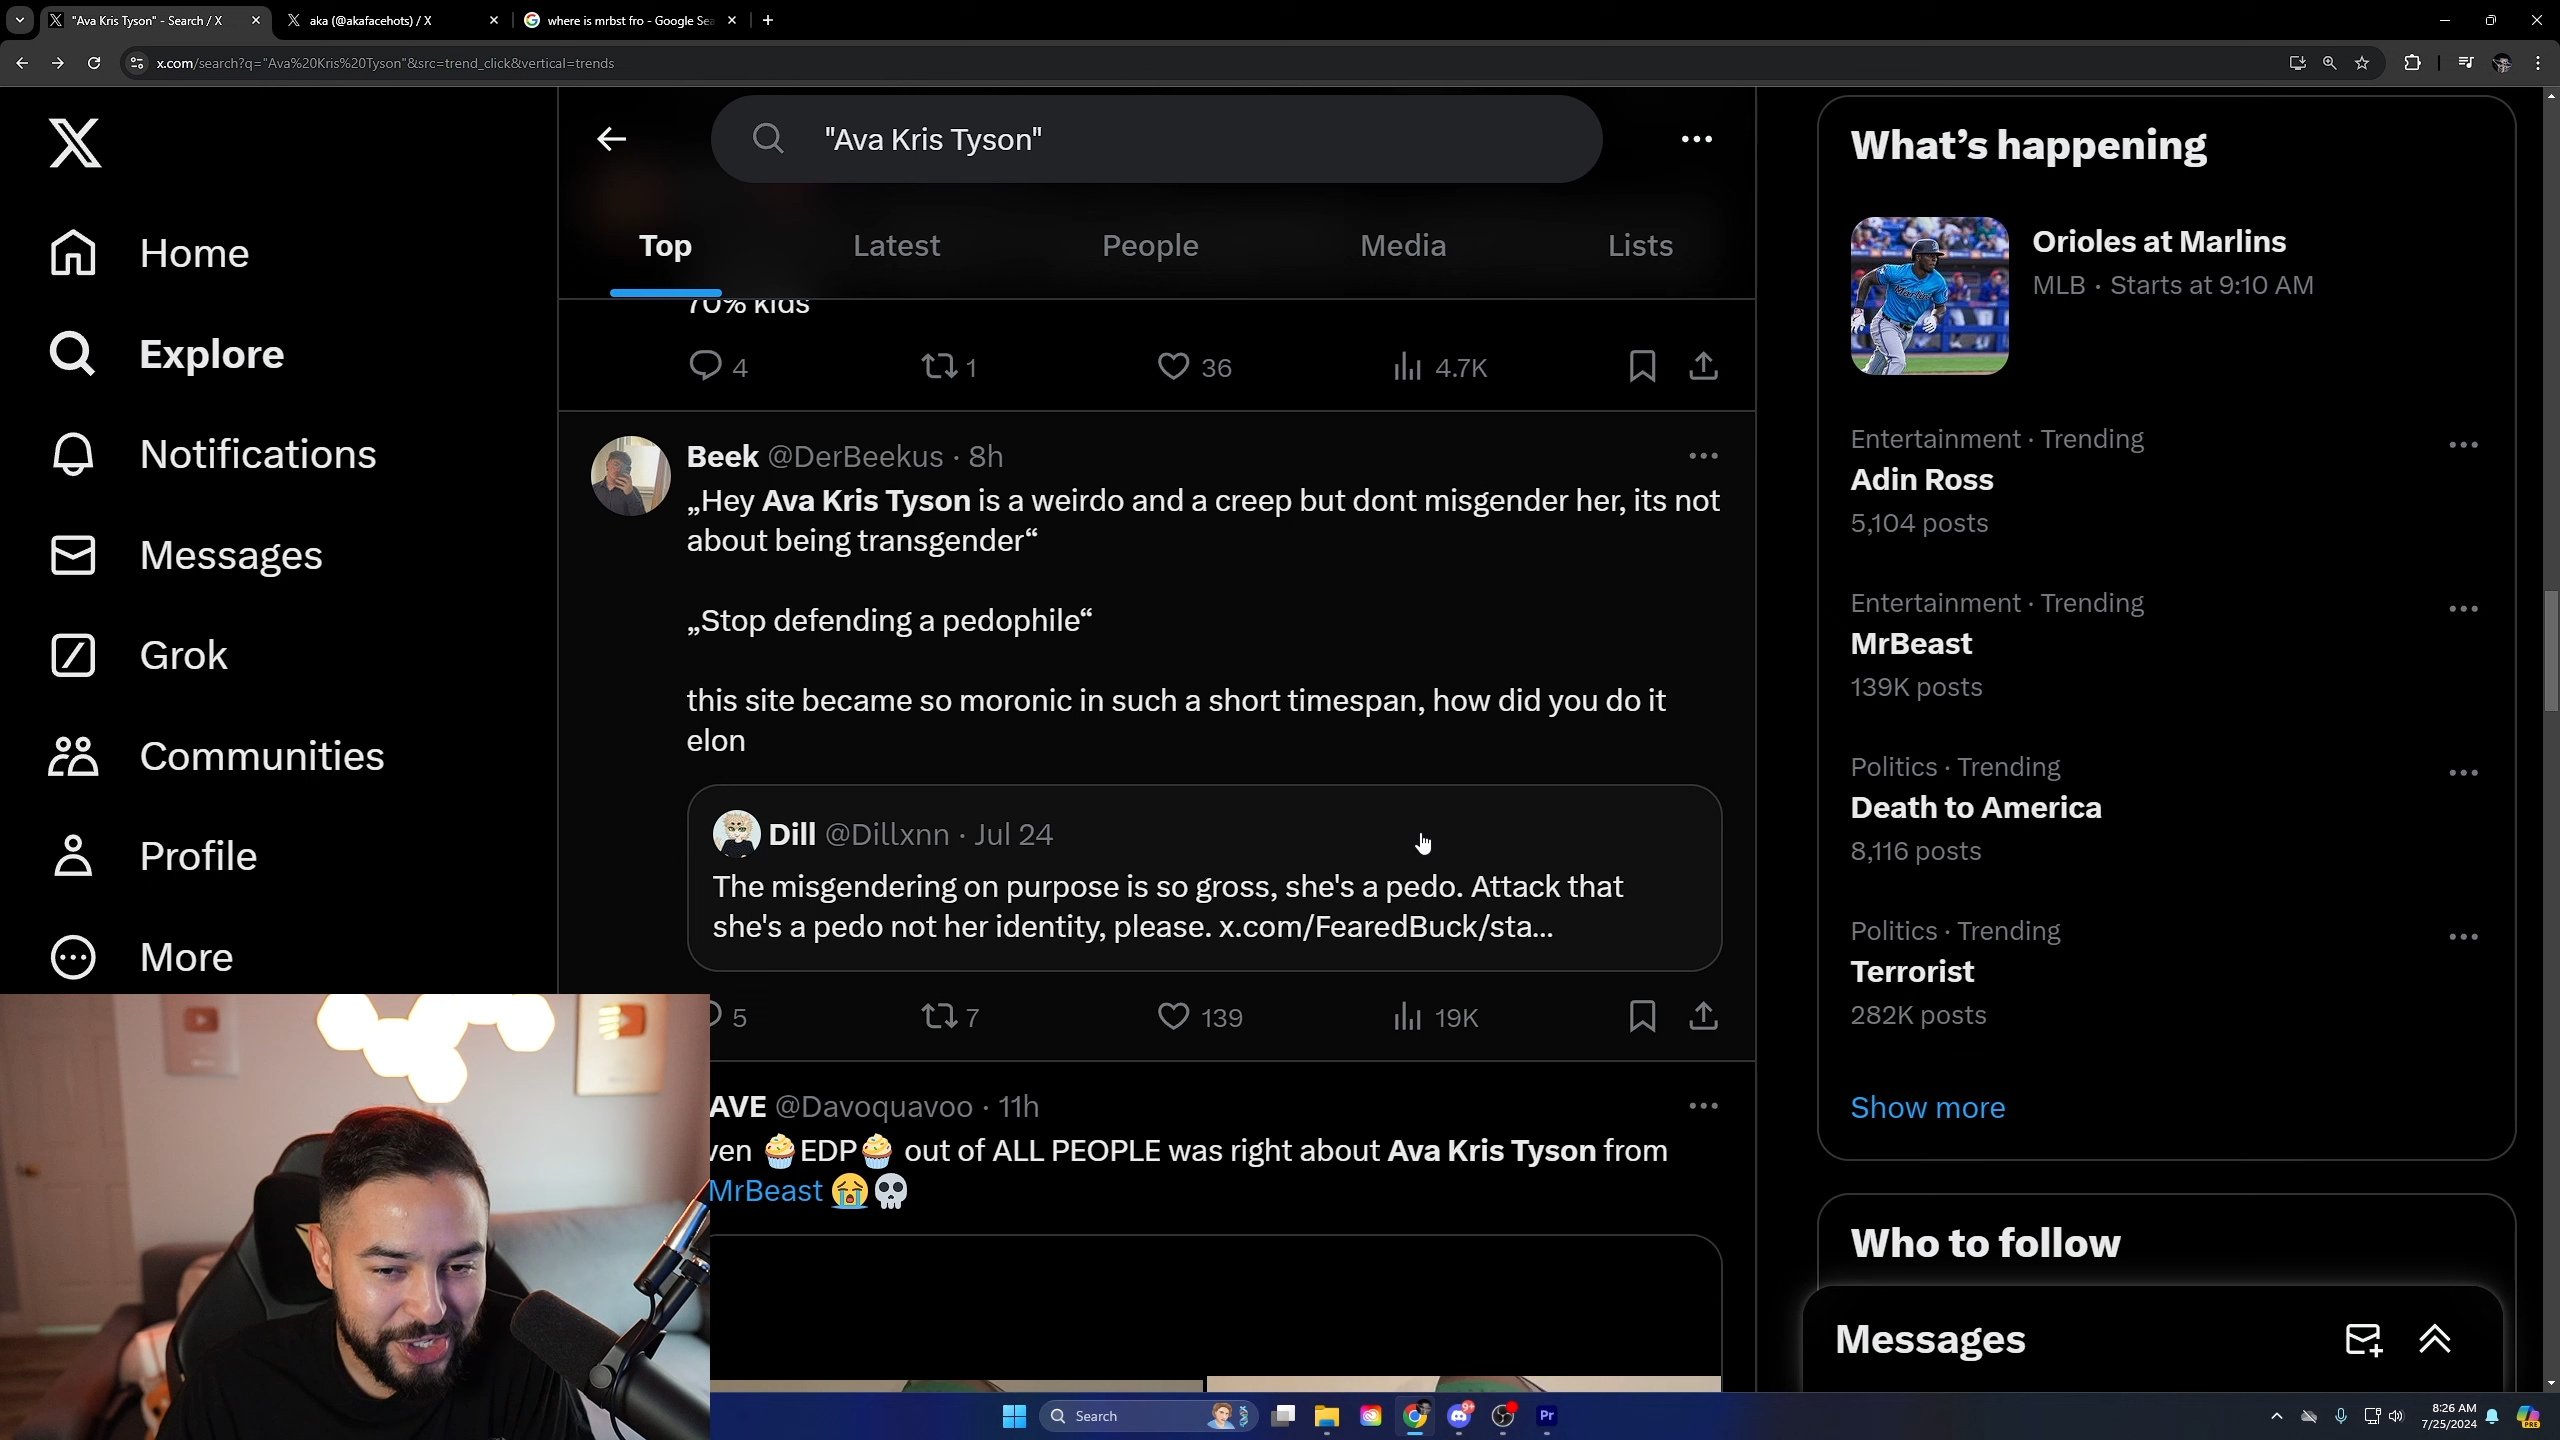 "Ava Kris Tyson" - Search / X
aka (@akafacehots) / X
where is mrbst fro - Google Sea
x.com/search?q="Ava%20Kris%20Tyson"&src=trend_click&vertical=trends
"Ava Kris Tyson"
Top
Latest
People
Media
Lists
Home
Explore
Notifications
Messages
Grok
Communities
Profile
More
70% kids
4
1
36
4.7K
Beek @DerBeekus · 8h
„Hey Ava Kris Tyson is a weirdo and a creep but dont misgender her, its not
about being transgender“
„Stop defending a pedophile“
this site became so moronic in such a short timespan, how did you do it
elon
Dill @Dillxnn · Jul 24
The misgendering on purpose is so gross, she's a pedo. Attack that
she's a pedo not her identity, please. x.com/FearedBuck/sta...
5
7
139
19K
AVE @Davoquavoo · 11h
ven 🧁EDP🧁 out of ALL PEOPLE was right about Ava Kris Tyson from
MrBeast 😭💀
What's happening
Orioles at Marlins
MLB · Starts at 9:10 AM
Entertainment · Trending
Adin Ross
5,104 posts
Entertainment · Trending
MrBeast
139K posts
Politics · Trending
Death to America
8,116 posts
Politics · Trending
Terrorist
282K posts
Show more
Who to follow
Messages
Search
Pr
8:26 AM
7/25/2024